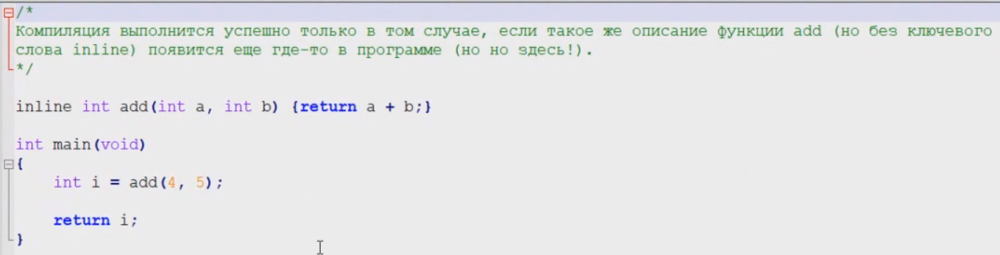 /*
Компиляция выполнится успешно только в том случае, если такое же описание функции add (но без ключевого
слова inline) появится еще где-то в программе (но но здесь!).
*/
inline int add(int a, int b) {return a + b;}
int main(void)
{
int i = add(4, 5);
return i;
}